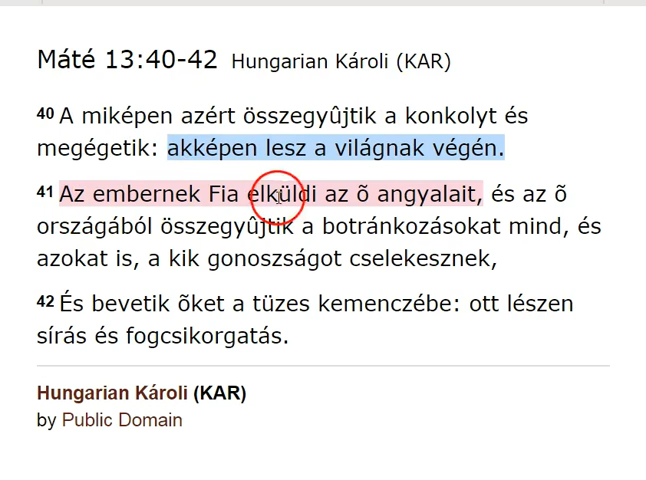 Máté 13:40-42 Hungarian Károli (KAR)
40 A miképen azért összegyûjtik a konkolyt és
megégetik: akképen lesz a világnak végén.
41 Az embernek Fia elküldi az õ angyalait, és az õ
országából összegyûjtik a botránkozásokat mind, és
azokat is, a kik gonoszságot cselekesznek,
42 És bevetik õket a tüzes kemenczébe: ott lészen
sírás és fogcsikorgatás.
Hungarian Károli (KAR)
by Public Domain